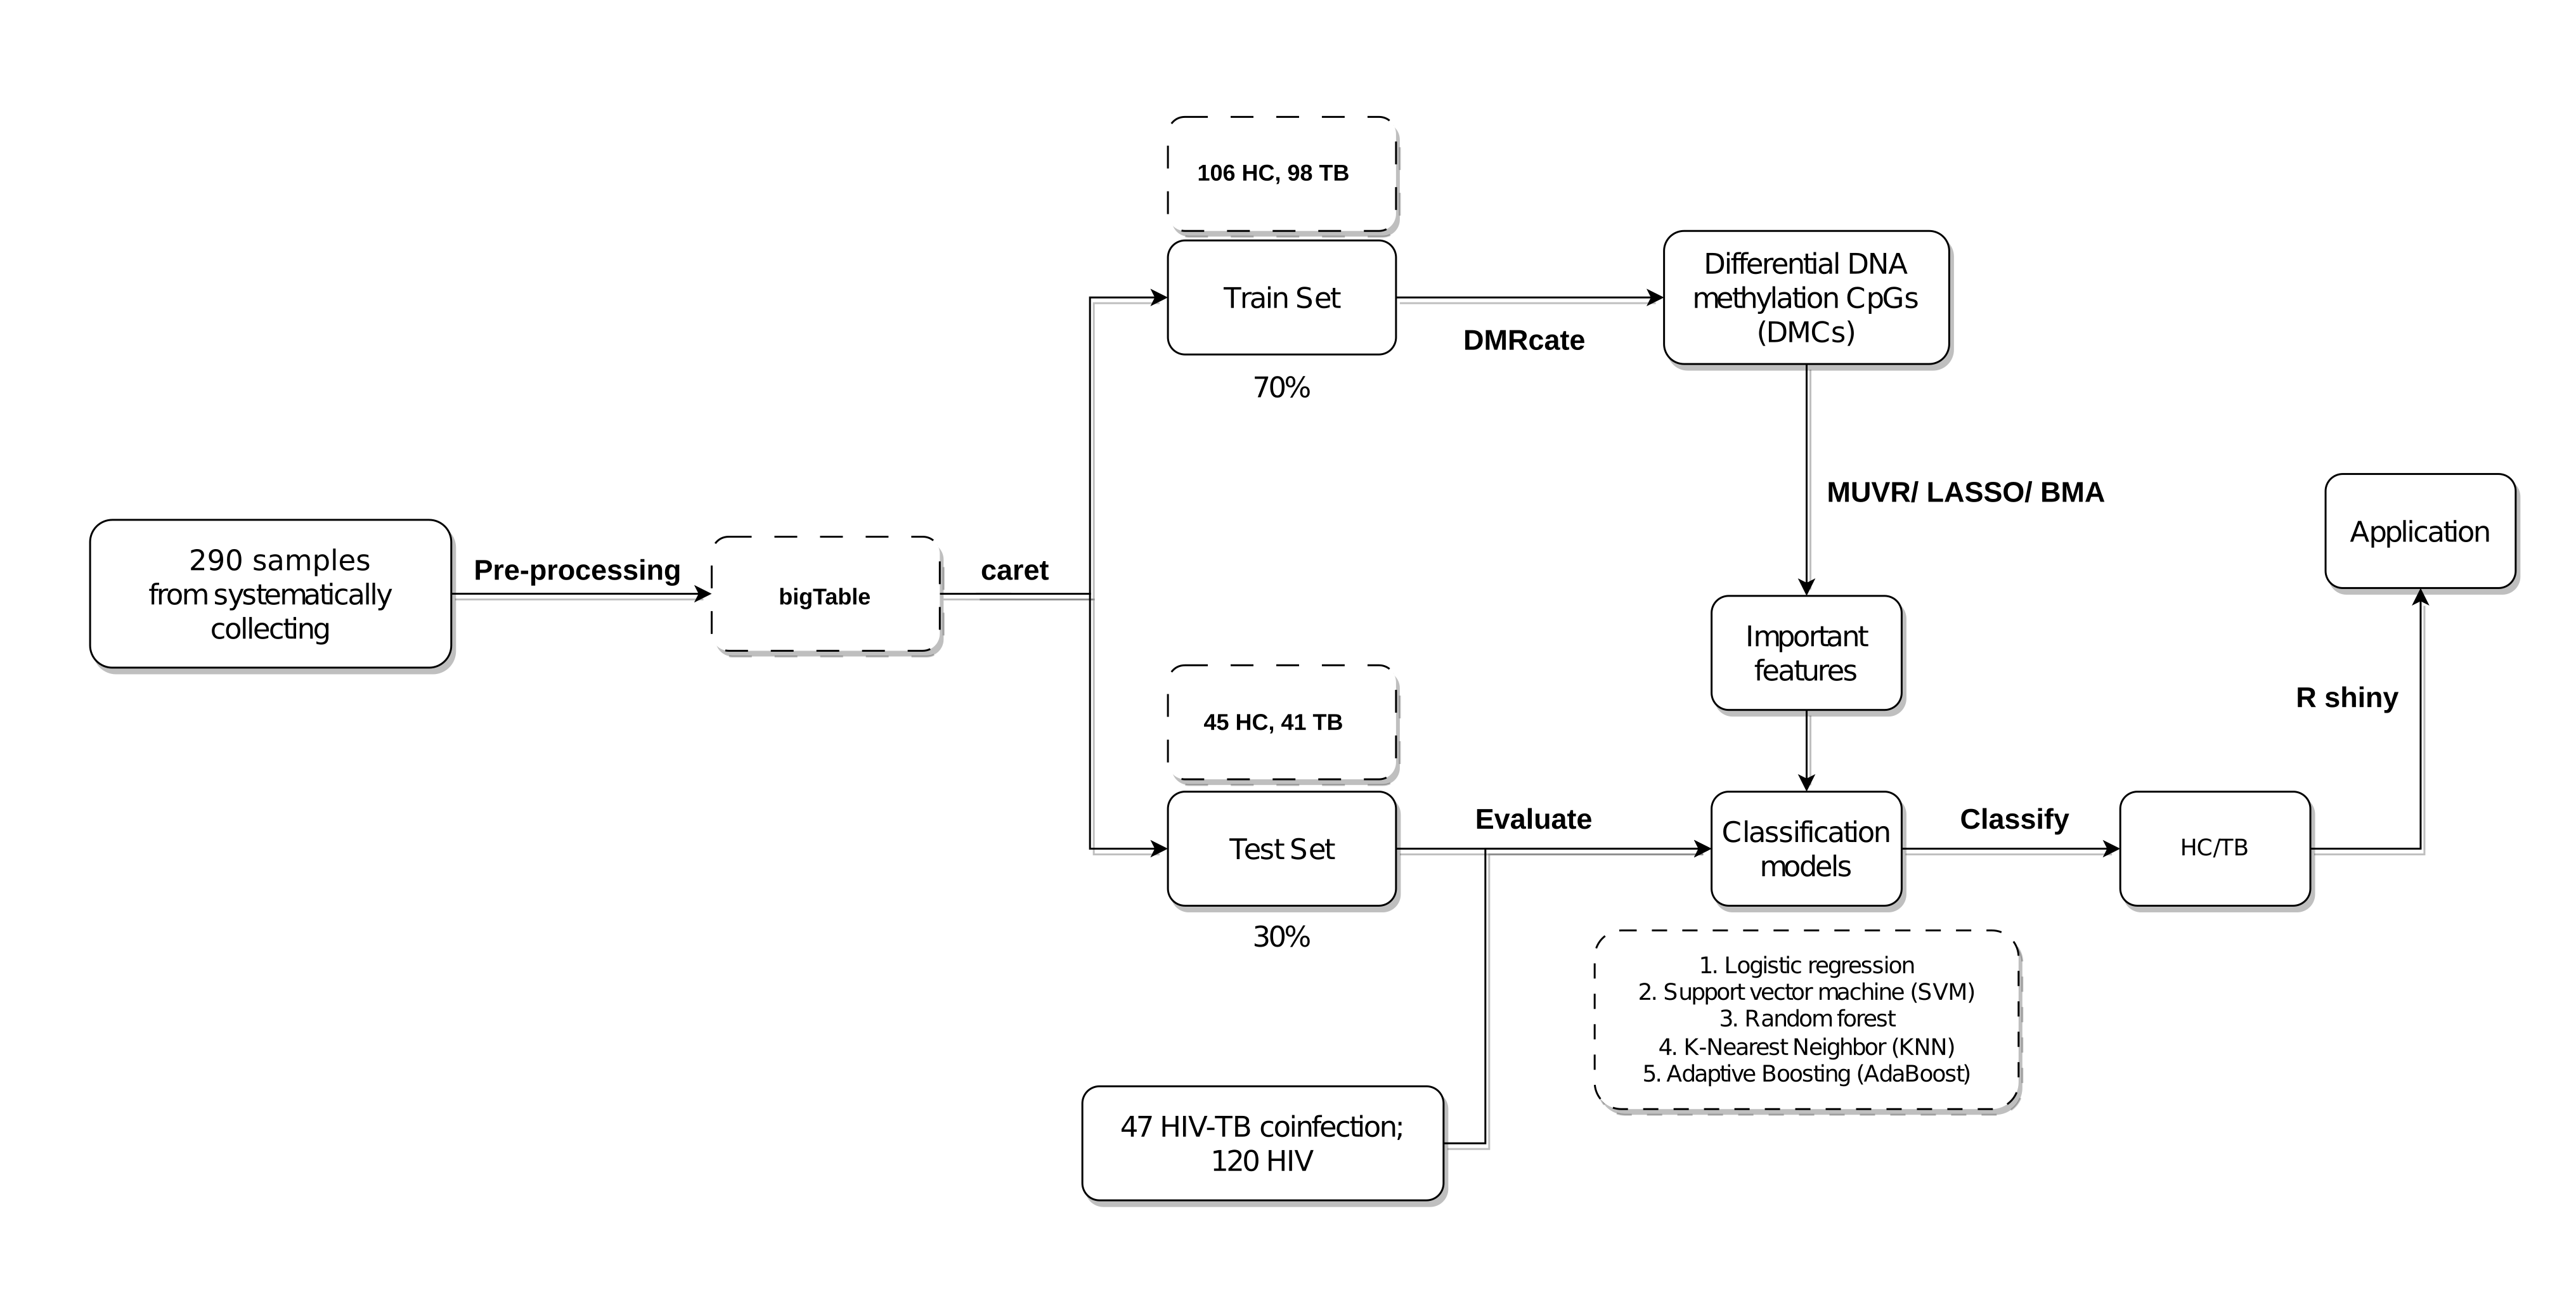 106 HC, 98 TB
Train Set
70%
DMRcate
Differential DNA
methylation CpGs
(DMCs)
MUVR/ LASSO/ BMA
290 samples
from systematically
collecting
Pre-processing
bigTable
caret
Important
features
Application
R shiny
45 HC, 41 TB
Test Set
30%
Evaluate
Classification
models
Classify
HC/TB
1. Logistic regression
2. Support vector machine (SVM)
3. Random forest
4. K-Nearest Neighbor (KNN)
5. Adaptive Boosting (AdaBoost)
47 HIV-TB coinfection;
120 HIV